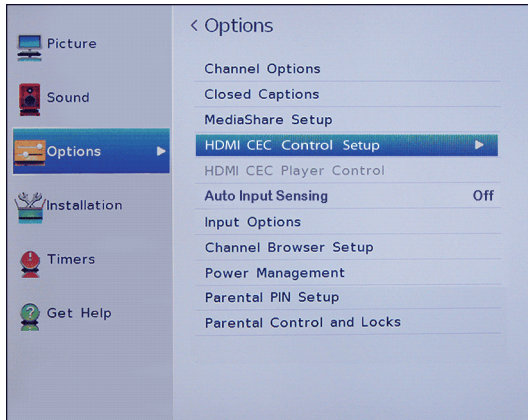 Picture
Sound
Options
Installation
Timers
Get Help
< Options
Channel Options
Closed Captions
MediaShare Setup
HDMI CEC Control Setup
HDMI CEC Player Control
Auto Input Sensing Off
Input Options
Channel Browser Setup
Power Management
Parental PIN Setup
Parental Control and Locks